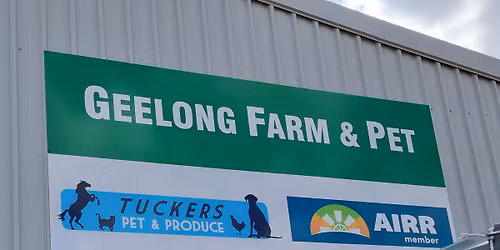 GEELONG FARM & PET
TUCKERS
PET & PRODUCE
AIRR
member